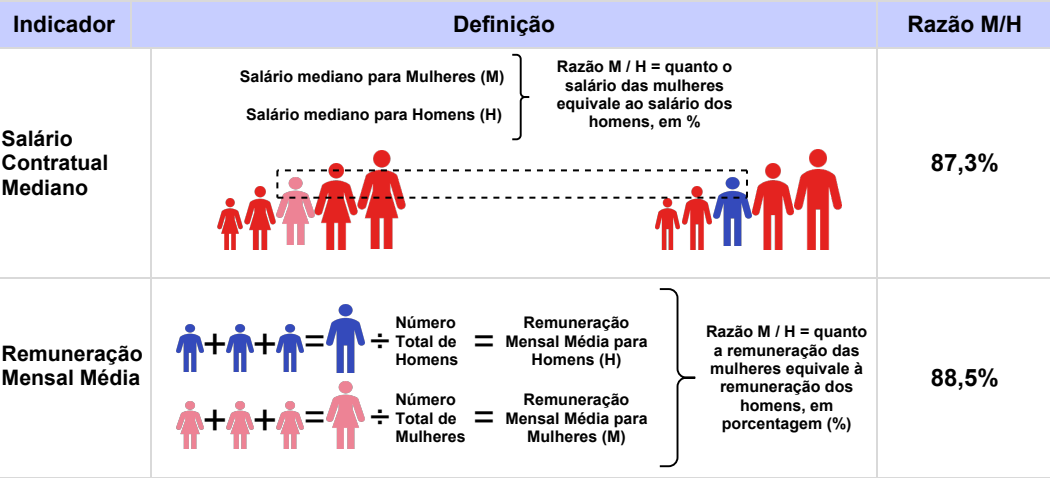 Indicador
Definição
Razão M/H
Salário
Contratual
Mediano
Salário mediano para Mulheres (M)
Salário mediano para Homens (H)
Razão M / H = quanto o
salário das mulheres
equivale ao salário dos
homens, em %
87,3%
Remuneração
Mensal Média
+ + = ÷
Número
Total de
Homens
=
Remuneração
Mensal Média para
Homens (H)
+ + = ÷
Número
Total de
Mulheres
=
Remuneração
Mensal Média para
Mulheres (M)
Razão M / H = quanto
a remuneração das
mulheres equivale à
remuneração dos
homens, em
porcentagem (%)
88,5%